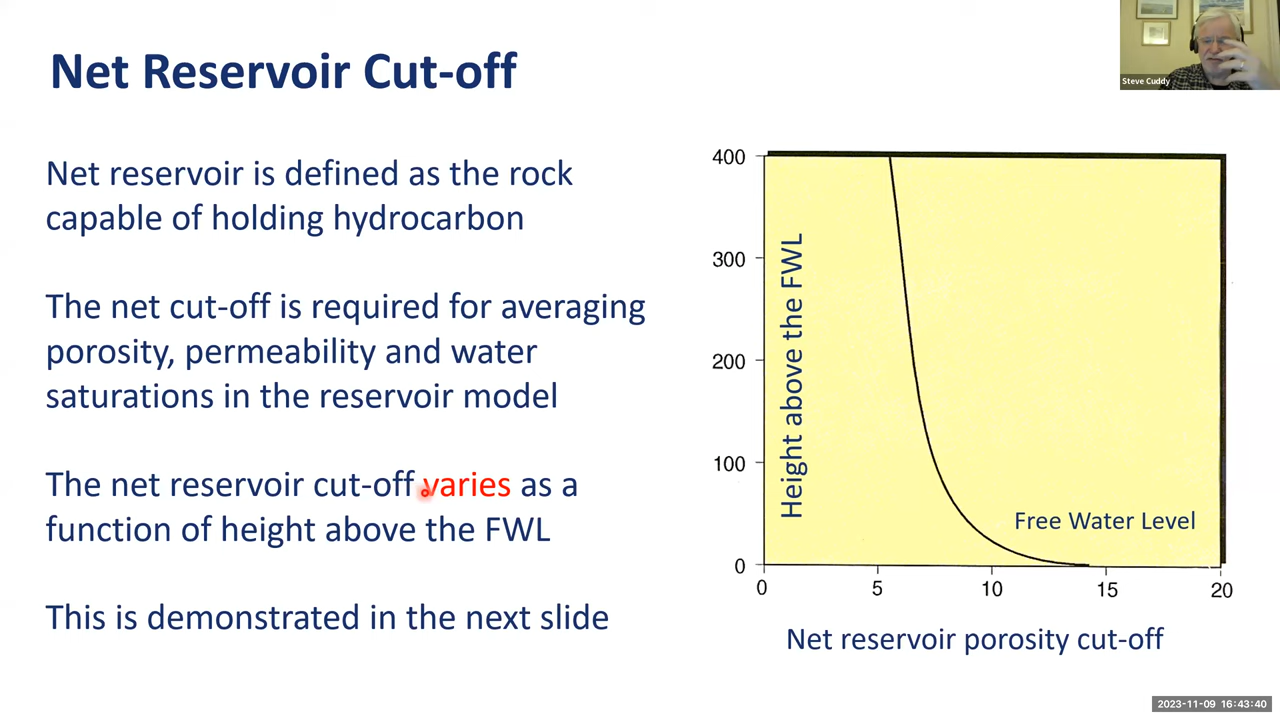 Net Reservoir Cut-off
Steve Cuddy
Net reservoir is defined as the rock
capable of holding hydrocarbon
The net cut-off is required for averaging
porosity, permeability and water
saturations in the reservoir model
The net reservoir cut-off varies as a
function of height above the FWL
This is demonstrated in the next slide
400
300
200
100
0
Height above the FWL
Free Water Level
0 5 10 15 20
Net reservoir porosity cut-off
2023-11-09 16:43:40